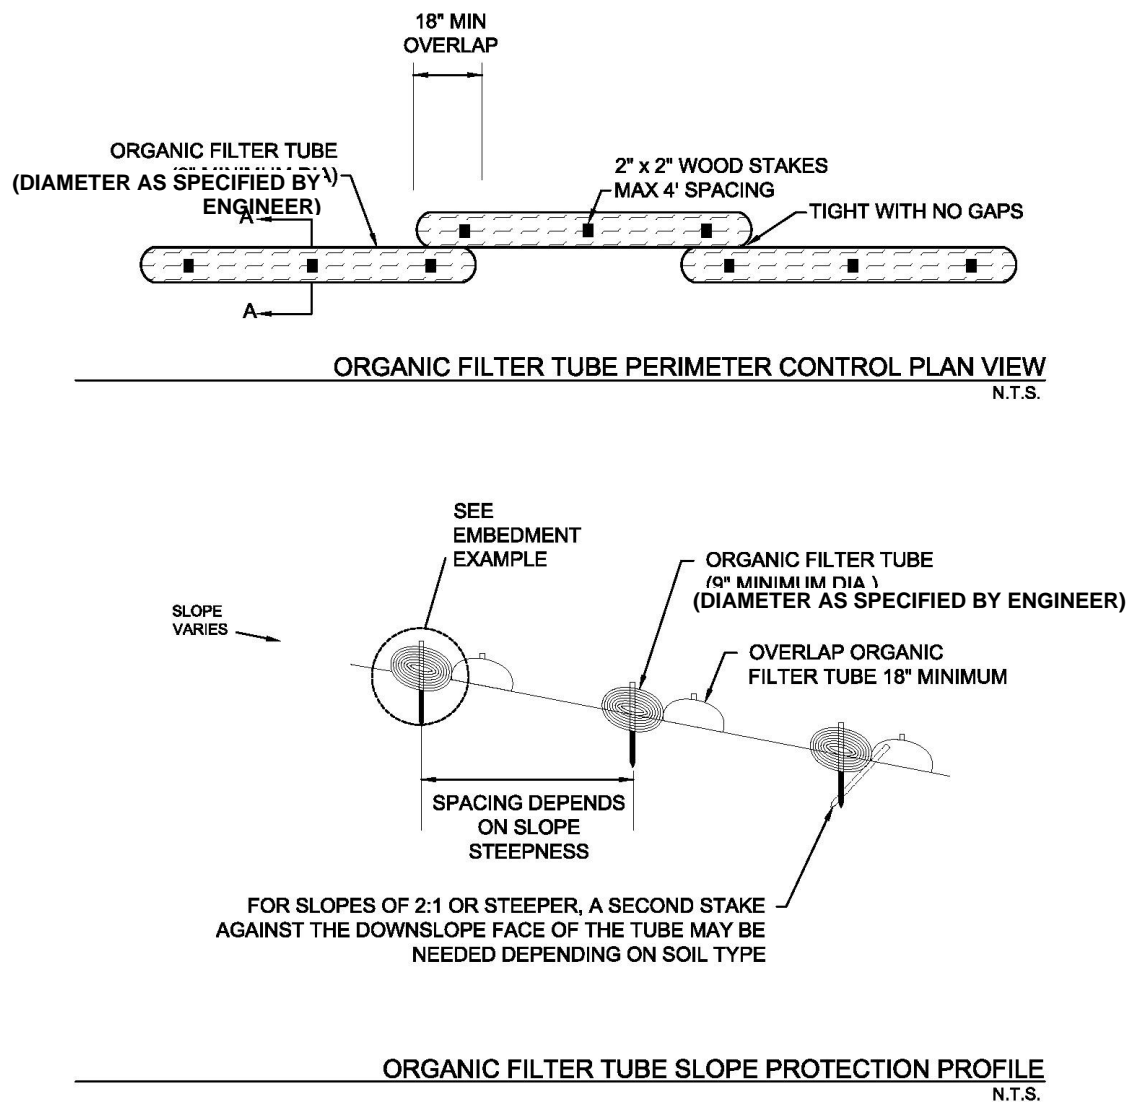 18" MIN
OVERLAP
ORGANIC FILTER TUBE
(DIAMETER AS SPECIFIED BY
ENGINEER)
2" x 2" WOOD STAKES
MAX 4' SPACING
TIGHT WITH NO GAPS
A
A
ORGANIC FILTER TUBE PERIMETER CONTROL PLAN VIEW
N.T.S.
SEE
EMBEDMENT
EXAMPLE
ORGANIC FILTER TUBE
(9" MINIMUM DIA.)
(DIAMETER AS SPECIFIED BY ENGINEER)
SLOPE
VARIES
OVERLAP ORGANIC
FILTER TUBE 18" MINIMUM
SPACING DEPENDS
ON SLOPE
STEEPNESS
FOR SLOPES OF 2:1 OR STEEPER, A SECOND STAKE
AGAINST THE DOWNSLOPE FACE OF THE TUBE MAY BE
NEEDED DEPENDING ON SOIL TYPE
ORGANIC FILTER TUBE SLOPE PROTECTION PROFILE
N.T.S.